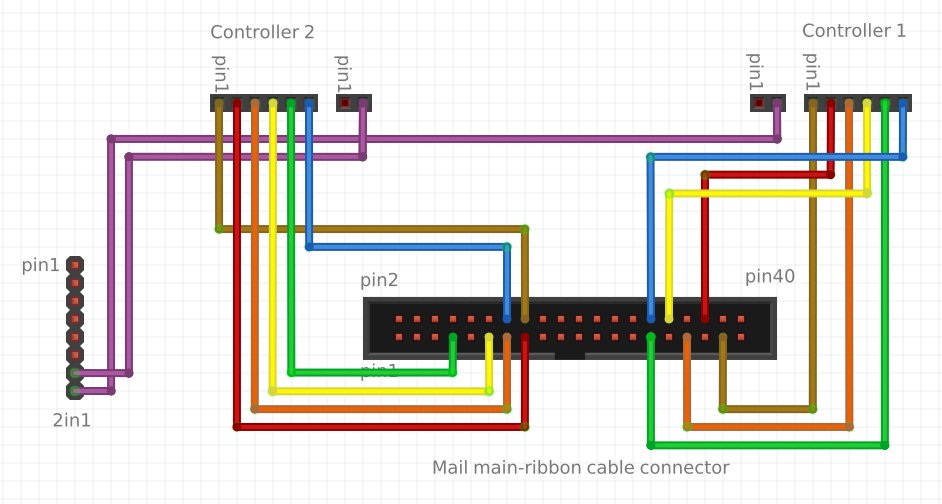 Controller 2
Controller 1
pin1
pin1
pin1
pin1
pin1
pin2
pin40
pin1
2in1
Mail main-ribbon cable connector